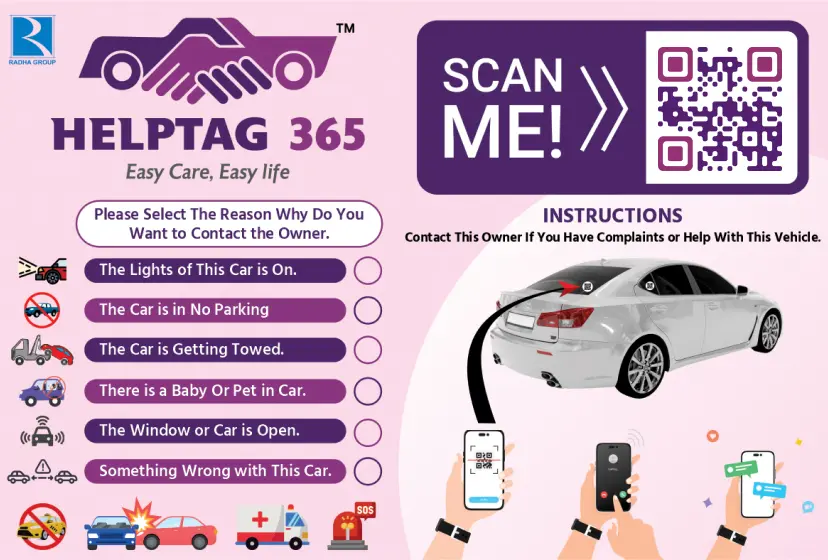 RADHA GROUP
TM
HELPTAG 365
Easy Care, Easy life
Please Select The Reason Why Do You
Want to Contact the Owner.
The Lights of This Car is On.
The Car is in No Parking
The Car is Getting Towed.
There is a Baby Or Pet in Car.
The Window or Car is Open.
Something Wrong with This Car.
SOS
SCAN
ME!
INSTRUCTIONS
Contact This Owner If You Have Complaints or Help With This Vehicle.